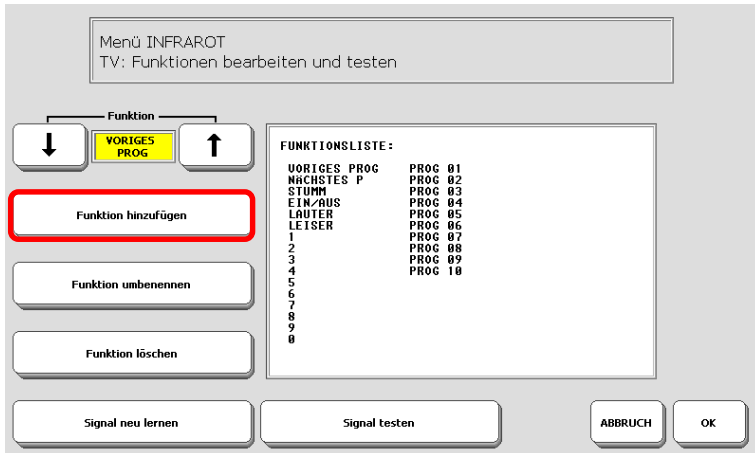 Menü INFRAROT
TV: Funktionen bearbeiten und testen
Funktion
VORIGES
PROG
Funktion hinzufügen
Funktion umbenennen
Funktion löschen
FUNKTIONSLISTE:
VORIGES PROG PROG 01
NÄCHSTES P PROG 02
STUMM PROG 03
EIN/AUS PROG 04
LAUTER PROG 05
LEISER PROG 06
1 PROG 07
2 PROG 08
3 PROG 09
4 PROG 10
5
6
7
8
9
0
Signal neu lernen
Signal testen
ABBRUCH
OK